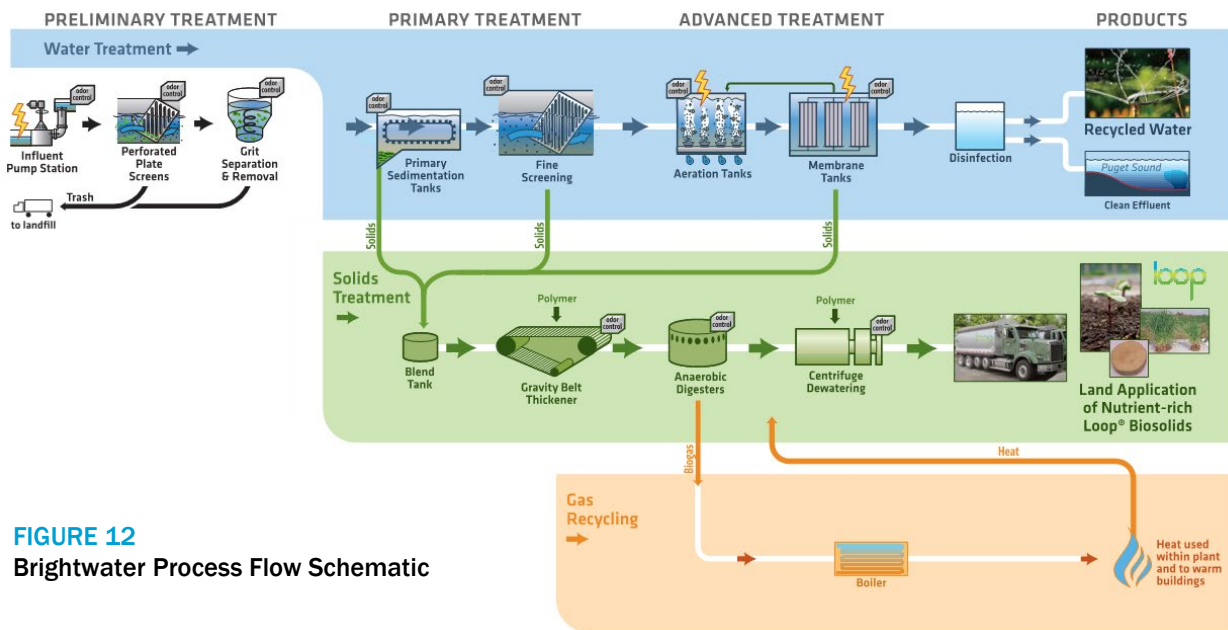 PRELIMINARY TREATMENT
PRIMARY TREATMENT
ADVANCED TREATMENT
PRODUCTS
Water Treatment
odor
control
Influent
Pump Station
odor
control
Perforated
Plate
Screens
odor
control
Grit
Separation
& Removal
Trash
to landfill
odor
control
Primary
Sedimentation
Tanks
odor
control
Fine
Screening
odor
control
Aeration Tanks
odor
control
Membrane
Tanks
Disinfection
Recycled Water
Puget Sound
Clean Effluent
Solids
Solids
Solids
Solids
Treatment
Blend
Tank
Polymer
odor
control
Gravity Belt
Thickener
odor
control
Anaerobic
Digesters
Polymer
odor
control
Centrifuge
Dewatering
loop
Land Application
of Nutrient-rich
Loop® Biosolids
Biogas
Heat
Gas
Recycling
Boiler
Heat used
within plant
and to warm
buildings
FIGURE 12
Brightwater Process Flow Schematic